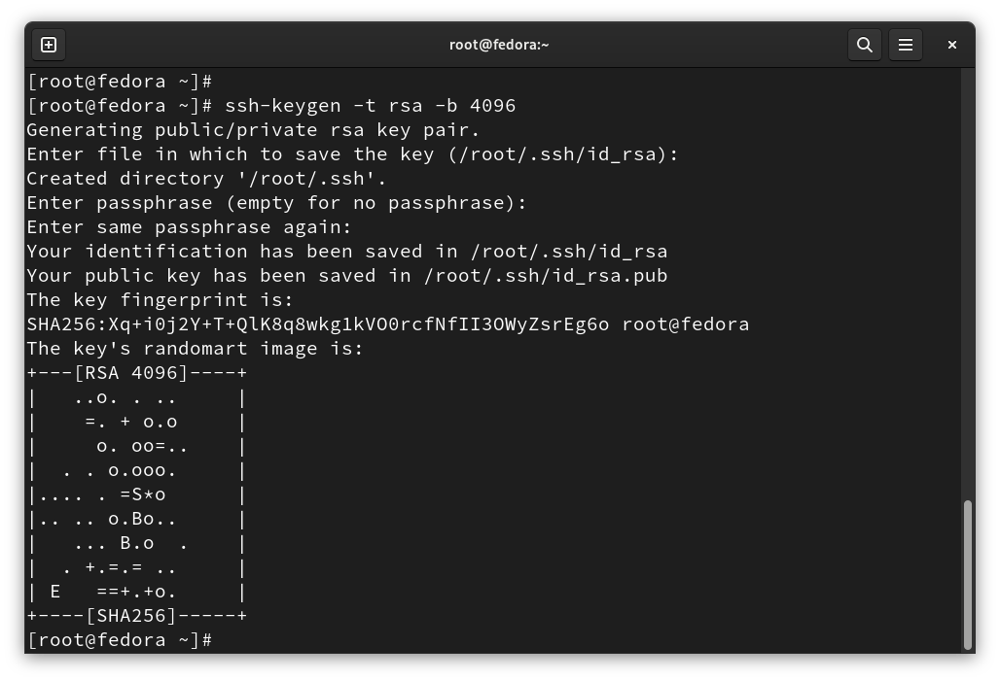 root@fedora:~
[root@fedora ~]#
[root@fedora ~]# ssh-keygen -t rsa -b 4096
Generating public/private rsa key pair.
Enter file in which to save the key (/root/.ssh/id_rsa):
Created directory '/root/.ssh'.
Enter passphrase (empty for no passphrase):
Enter same passphrase again:
Your identification has been saved in /root/.ssh/id_rsa
Your public key has been saved in /root/.ssh/id_rsa.pub
The key fingerprint is:
SHA256:Xq+i0j2Y+T+QlK8q8wkg1kVO0rcfNfII3OWyZsrEg6o root@fedora
The key's randomart image is:
+---[RSA 4096]----+
|   ..o. . ..     |
|    =. + o.o     |
|     o. oo=..    |
|  . . o.ooo.     |
|.... . =S*o      |
|.. .. o.Bo..     |
|   ... B.o  .    |
|  . +.=.= ..     |
| E   ==+.+o.     |
+----[SHA256]-----+
[root@fedora ~]#